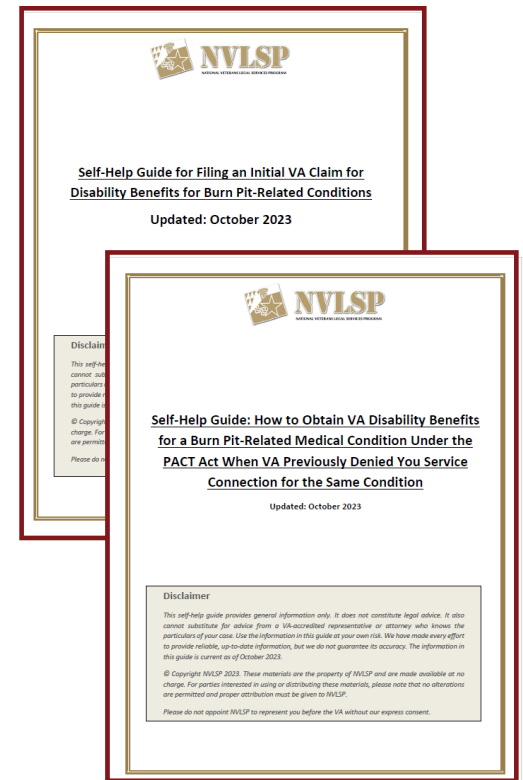 NVLSP
NATIONAL VETERANS LEGAL SERVICES PROGRAM
Self-Help Guide for Filing an Initial VA Claim for
Disability Benefits for Burn Pit-Related Conditions
Updated: October 2023
Disclaim
This self-he
cannot sub
particulars
to provide r
this guide is
© Copyrigh
charge. For
are permitt
Please do n
NVLSP
NATIONAL VETERANS LEGAL SERVICES PROGRAM
Self-Help Guide: How to Obtain VA Disability Benefits
for a Burn Pit-Related Medical Condition Under the
PACT Act When VA Previously Denied You Service
Connection for the Same Condition
Updated: October 2023
Disclaimer
This self-help guide provides general information only. It does not constitute legal advice. It also
cannot substitute for advice from a VA-accredited representative or attorney who knows the
particulars of your case. Use the information in this guide at your own risk. We have made every effort
to provide reliable, up-to-date information, but we do not guarantee its accuracy. The information in
this guide is current as of October 2023.
© Copyright NVLSP 2023. These materials are the property of NVLSP and are made available at no
charge. For parties interested in using or distributing these materials, please note that no alterations
are permitted and proper attribution must be given to NVLSP.
Please do not appoint NVLSP to represent you before the VA without our express consent.